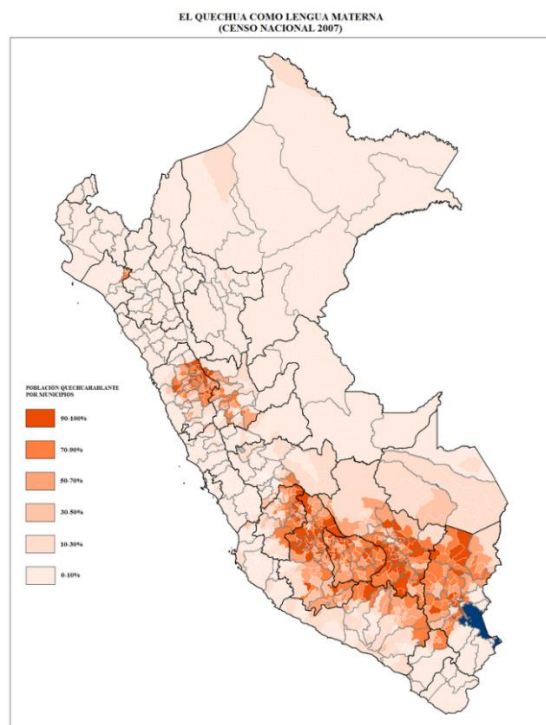 EL QUECHUA COMO LENGUA MATERNA
(CENSO NACIONAL 2007)
POBLACIÓN QUECHUAHABLANTE
POR MUNICIPIOS
90-100%
70-90%
50-70%
30-50%
10-30%
0-10%